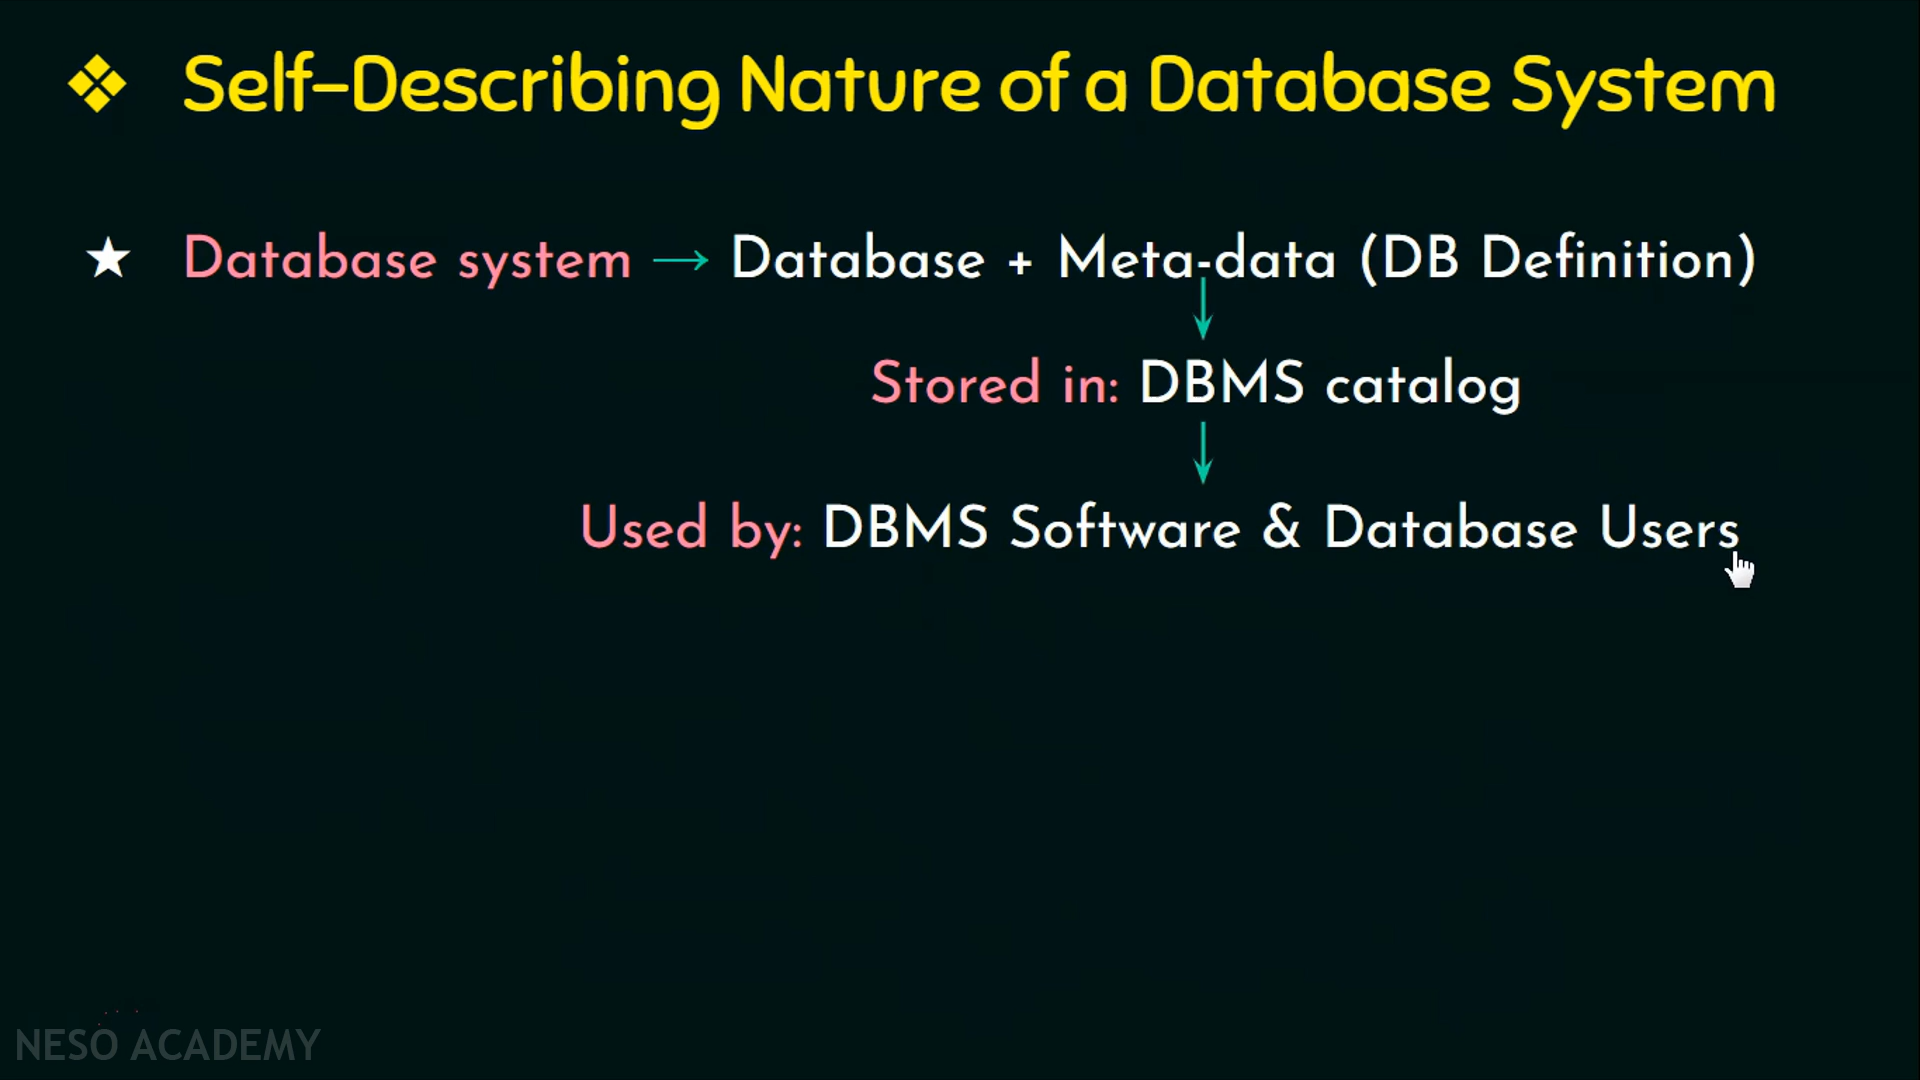 ❖ Self-Describing Nature of a Database System
★ Database system → Database + Meta-data (DB Definition)
Stored in: DBMS catalog
Used by: DBMS Software & Database Users
NESO ACADEMY